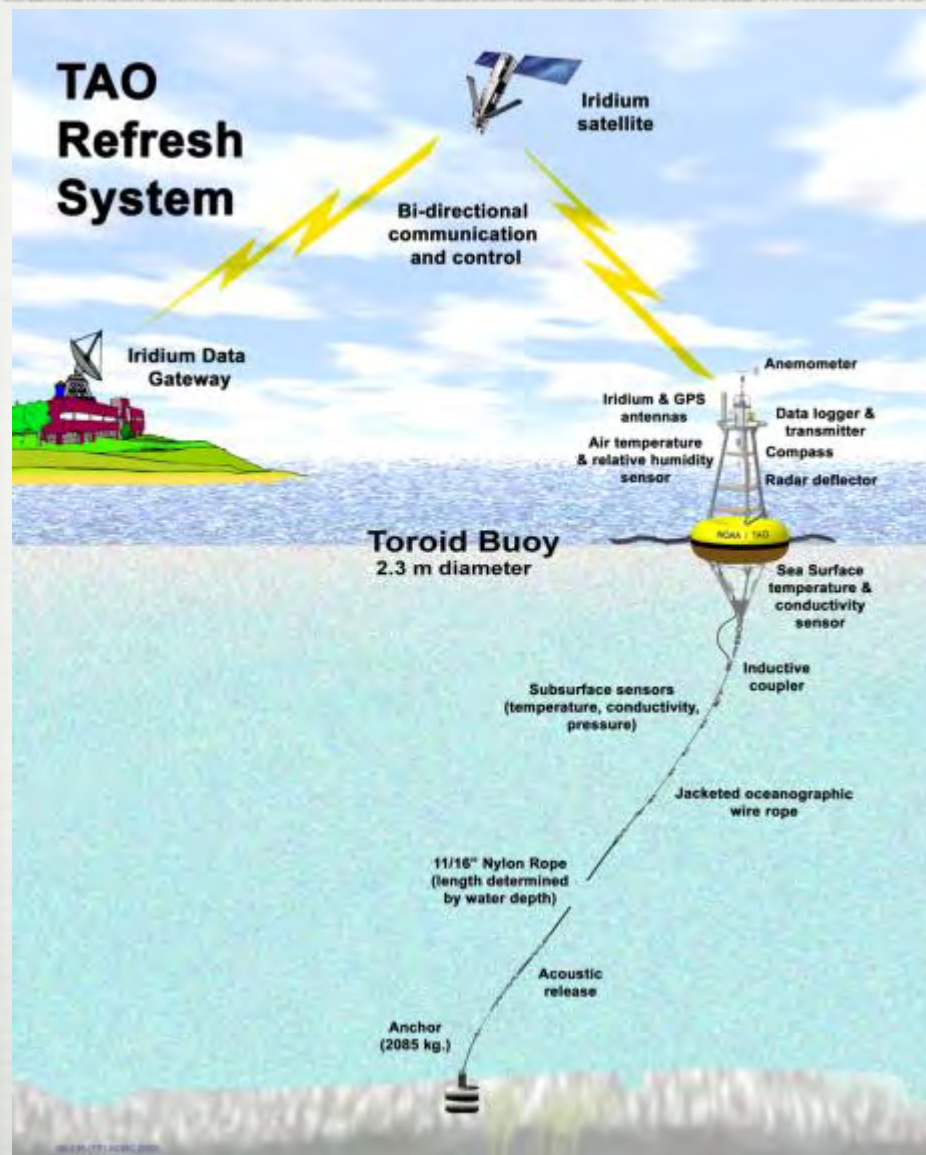 TAO
Refresh
System
Iridium
satellite
Bi-directional
communication
and control
Iridium Data
Gateway
Anemometer
Iridium & GPS
antennas
Data logger &
transmitter
Air temperature
& relative humidity
sensor
Compass
Radar deflector
NOAA / TAO
Toroid Buoy
2.3 m diameter
Sea Surface
temperature &
conductivity
sensor
Inductive
coupler
Subsurface sensors
(temperature, conductivity,
pressure)
Jacketed oceanographic
wire rope
11/16" Nylon Rope
(length determined
by water depth)
Acoustic
release
Anchor
(2085 kg.)